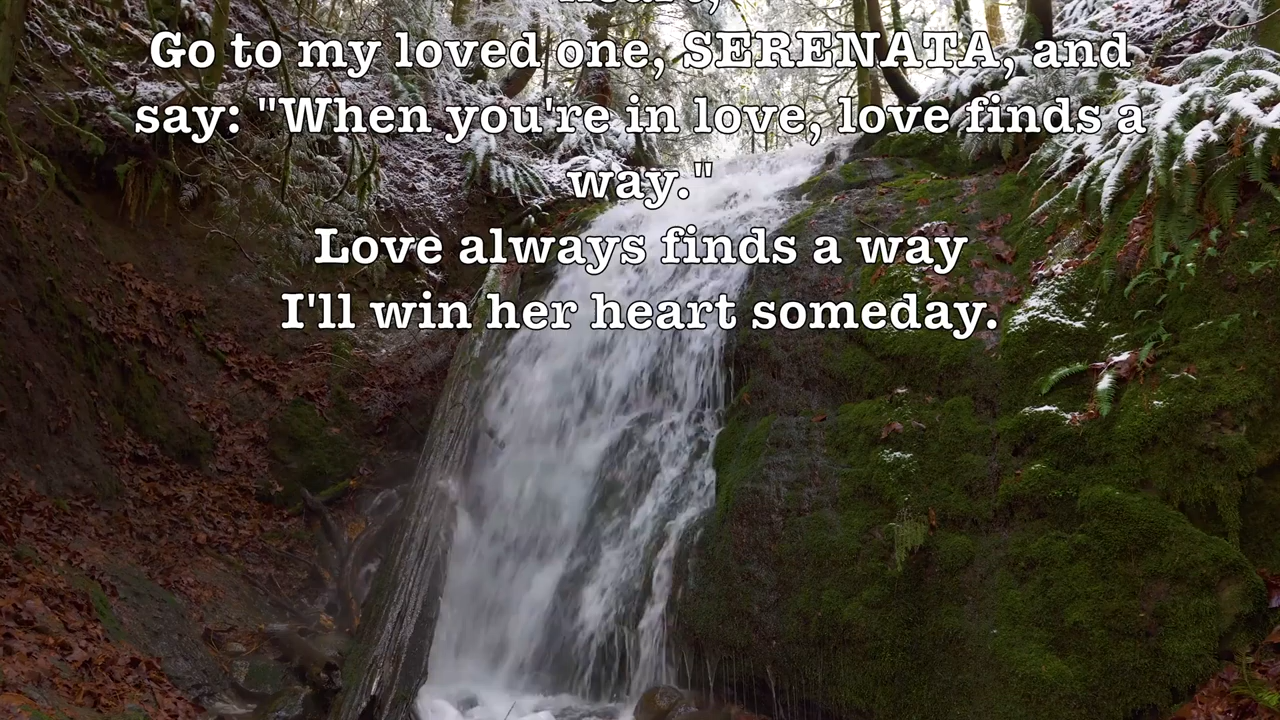 heart,
Go to my loved one, SERENATA, and
say: "When you're in love, love finds a
way."
Love always finds a way
I'll win her heart someday.